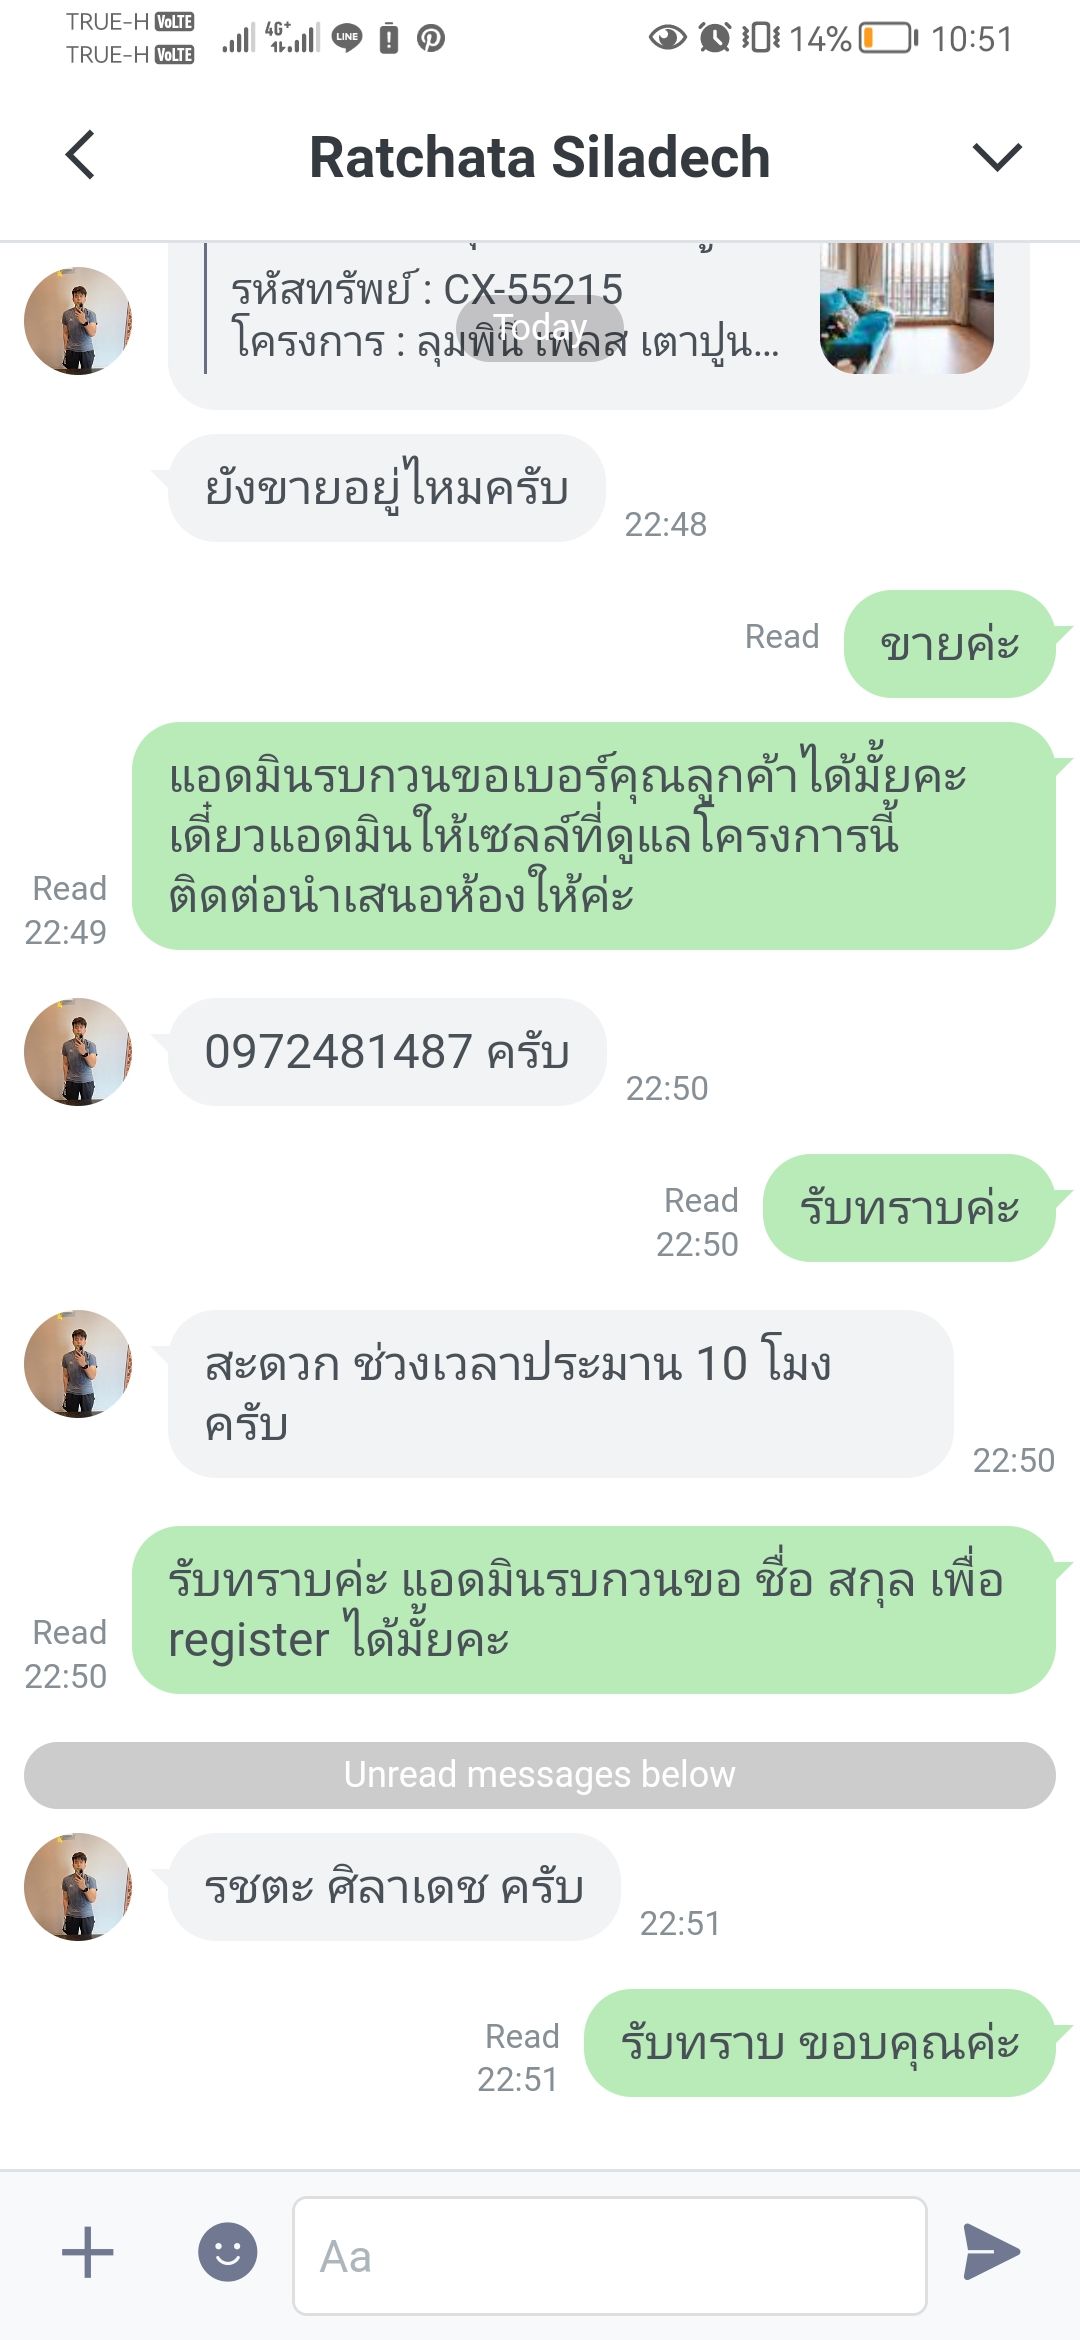 TRUE-H VoLTE
TRUE-H VoLTE
4G+
LINE
14%
10:51
Ratchata Siladech
รหัสทรัพย์ : CX-55215
Today
โครงการ : ลุมพินี เพลส เตาปูน...
ยังขายอยู่ไหมครับ
22:48
Read
ขายค่ะ
แอดมินรบกวนขอเบอร์คุณลูกค้าได้มั้ยคะ
เดี๋ยวแอดมินให้เซลล์ที่ดูแลโครงการนี้
ติดต่อนำเสนอห้องให้ค่ะ
Read
22:49
0972481487 ครับ
22:50
Read
22:50
รับทราบค่ะ
สะดวก ช่วงเวลาประมาน 10 โมง
ครับ
22:50
รับทราบค่ะ แอดมินรบกวนขอ ชื่อ สกุล เพื่อ
register ได้มั้ยคะ
Read
22:50
Unread messages below
รชตะ ศิลาเดช ครับ
22:51
Read
22:51
รับทราบ ขอบคุณค่ะ
Aa